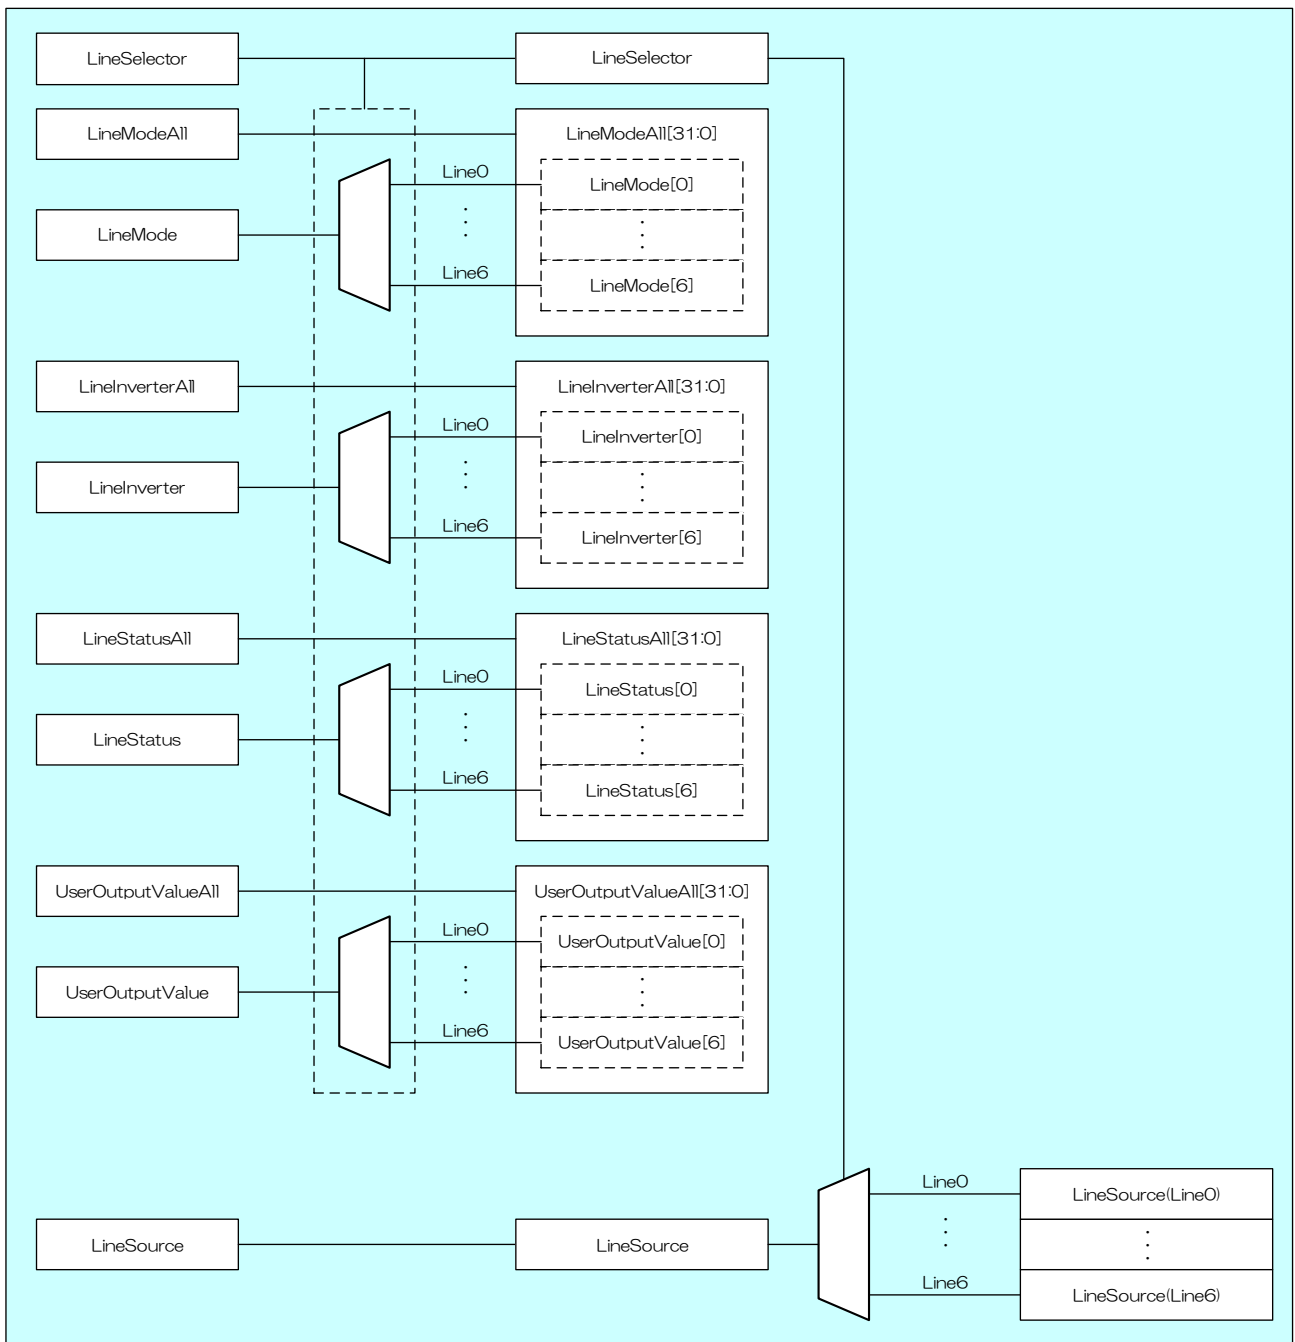 LineSelector
LineSelector
LineModeAll
LineModeAll[31:0]
Line0
LineMode[0]
LineMode
Line6
LineMode[6]
LineInverterAll
LineInverterAll[31:0]
Line0
LineInverter[0]
LineInverter
Line6
LineInverter[6]
LineStatusAll
LineStatusAll[31:0]
Line0
LineStatus[0]
LineStatus
Line6
LineStatus[6]
UserOutputValueAll
UserOutputValueAll[31:0]
Line0
UserOutputValue[0]
UserOutputValue
Line6
UserOutputValue[6]
Line0
LineSource(Line0)
LineSource
LineSource
Line6
LineSource(Line6)